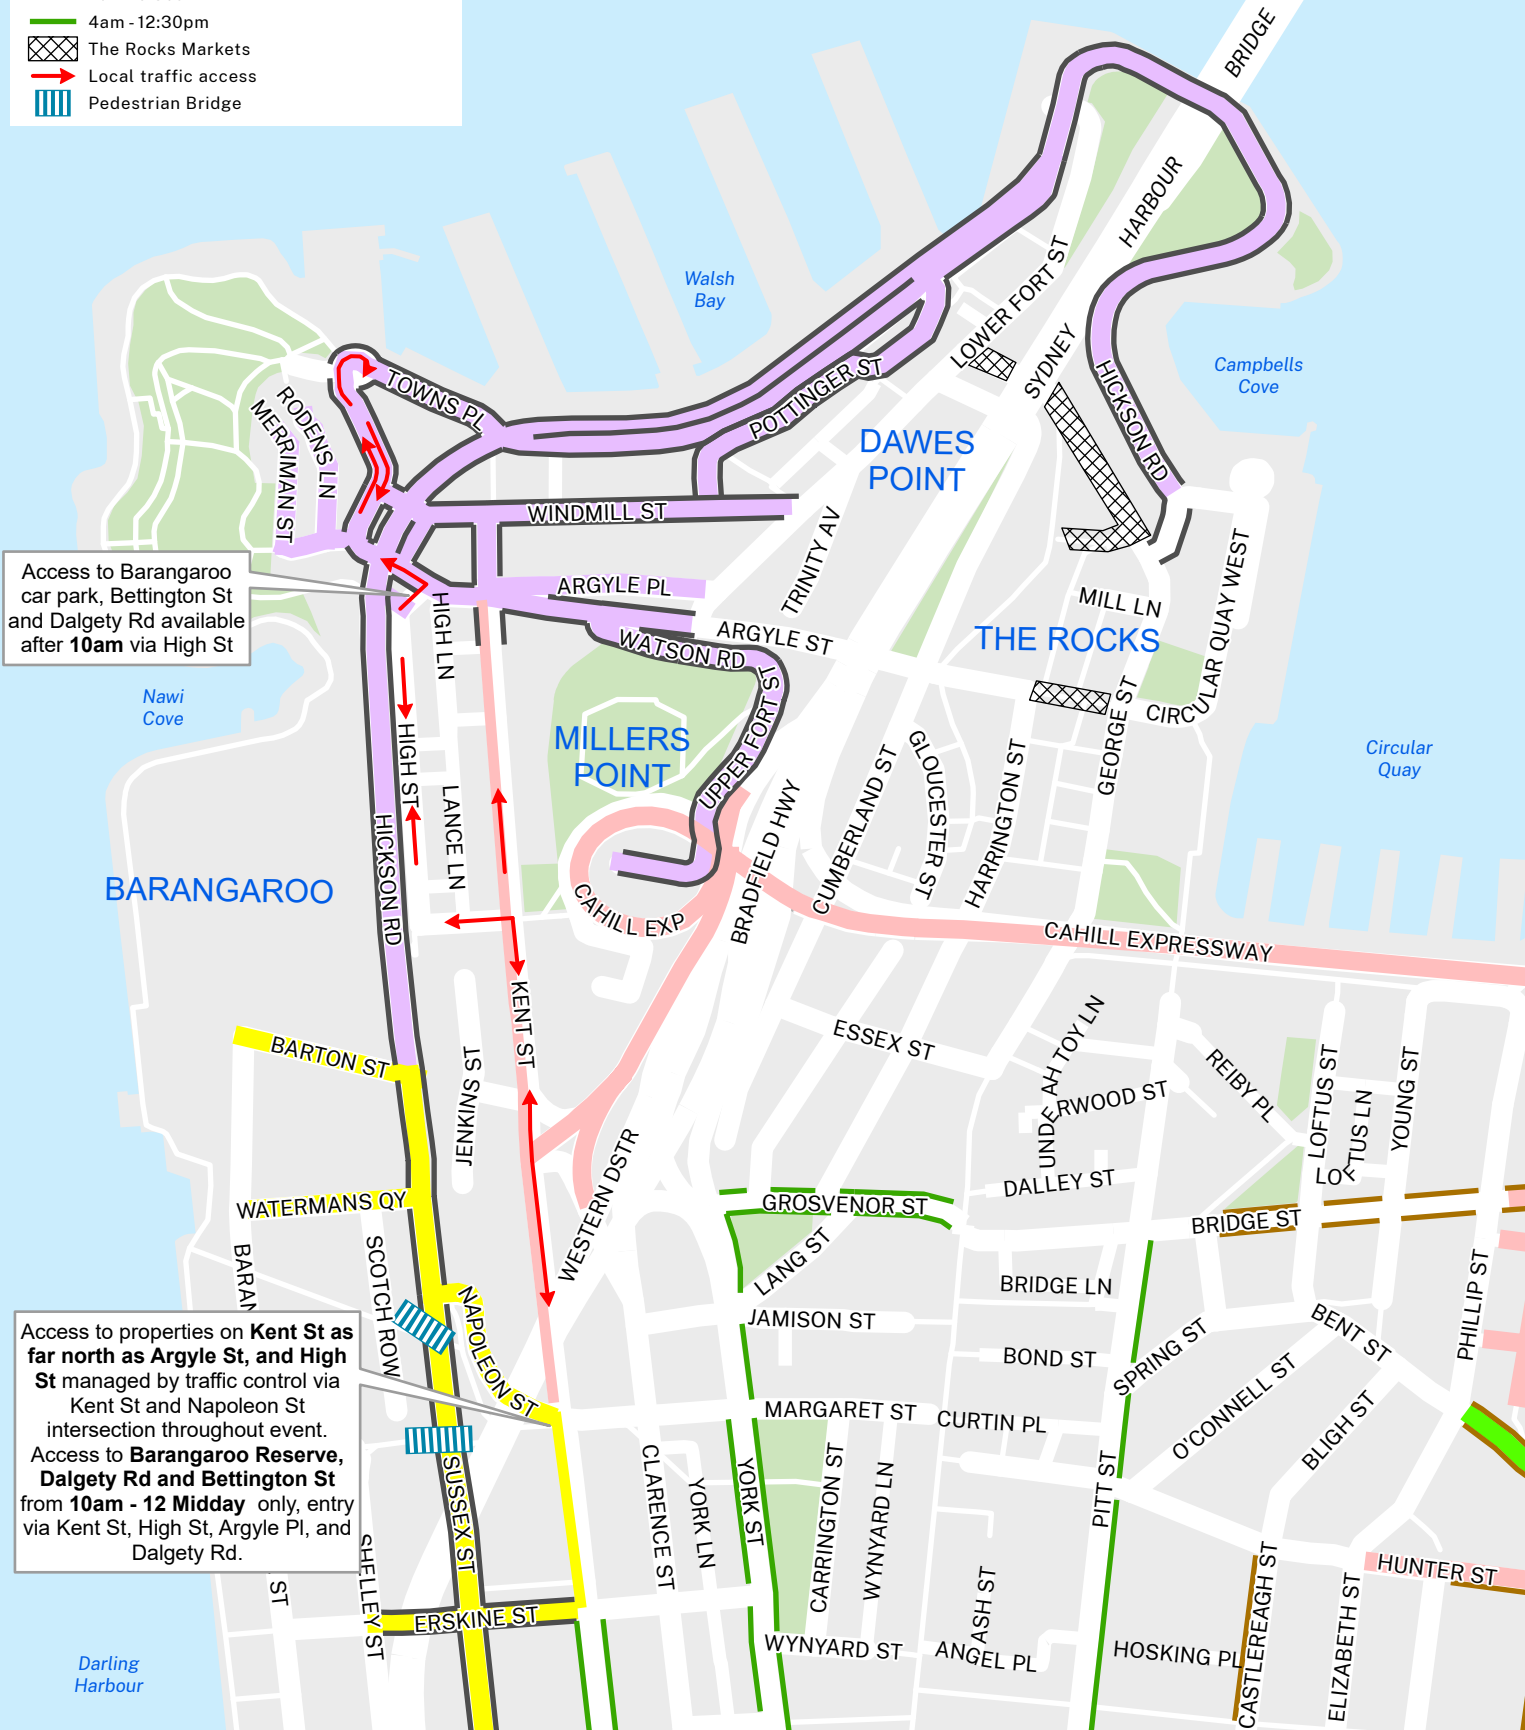 4am - 12:30pm
The Rocks Markets
Local traffic access
Pedestrian Bridge
BRIDGE
HARBOUR
SYDNEY
Walsh
Bay
LOWER FORT ST
Campbells
Cove
HICKSON RD
TOWNS PL
POTTINGER ST
RODENS LN
MERRIMAN ST
DAWES
POINT
WINDMILL ST
TRINITY AV
Access to Barangaroo
car park, Bettington St
and Dalgety Rd available
after 10am via High St
ARGYLE PL
HIGH LN
ARGYLE ST
WATSON RD
MILL LN
THE ROCKS
CIRCULAR QUAY WEST
CIRCU
GEORGE ST
Nawi
Cove
HIGH ST
MILLERS
POINT
UPPER FORT ST
Circular
Quay
LANCE LN
HICKSON RD
BARANGAROO
BRADFIELD HWY
CUMBERLAND ST
GLOUCESTER ST
HARRINGTON ST
CAHILL EXP
CAHILL EXPRESSWAY
KENT ST
BARTON ST
JENKINS ST
ESSEX ST
UNDE
AH TOY LN
RWOOD ST
REIBY PL
LOFTUS ST
LOF
TUS LN
YOUNG ST
DALLEY ST
WESTERN DSTR
WATERMANS QY
GROSVENOR ST
BRIDGE ST
LANG ST
BARAN
SCOTCH ROW
NAPOLEON ST
BRIDGE LN
JAMISON ST
BOND ST
SPRING ST
BENT ST
PHILLIP ST
O'CONNELL ST
BLIGH ST
Access to properties on Kent St as
far north as Argyle St, and High
St managed by traffic control via
Kent St and Napoleon St
intersection throughout event.
Access to Barangaroo Reserve,
Dalgety Rd and Bettington St
from 10am - 12 Midday only, entry
via Kent St, High St, Argyle Pl, and
Dalgety Rd.
MARGARET ST
CURTIN PL
SUSSEX ST
CLARENCE ST
YORK LN
YORK ST
CARRINGTON ST
WYNYARD LN
PITT ST
ST
SHELLEY ST
ERSKINE ST
WYNYARD ST
ASH ST
ANGEL PL
HOSKING PL
CASTLEREAGH ST
ELIZABETH ST
HUNTER ST
Darling
Harbour